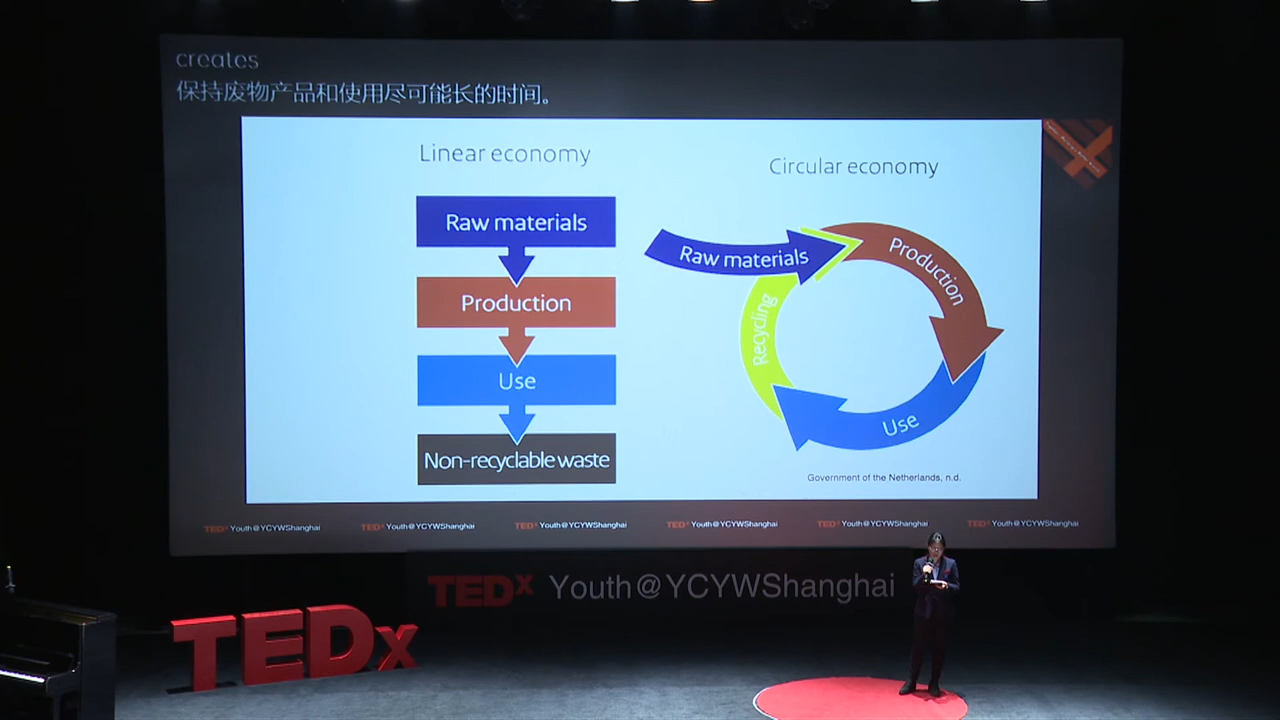 creates
保持废物产品和使用尽可能长的时间。
Linear economy
Raw materials
Production
Use
Non-recyclable waste
Circular economy
Raw materials
Production
Use
Recycling
Government of the Netherlands, n.d.
TEDx Youth@YCYWShanghai
TEDx Youth@YCYWShanghai
TEDx Youth@YCYWShanghai
TEDx Youth@YCYWShanghai
TEDx Youth@YCYWShanghai
TEDx Youth@YCYWShanghai
TEDx Youth@YCYWShanghai
TEDx